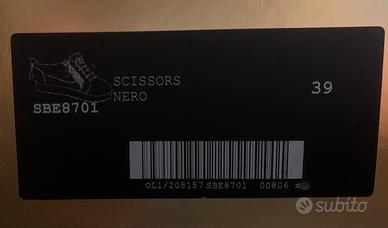 SCISSORS
SBE8701
NERO
39
OL1/208157 SBE8701 00806 x
subito